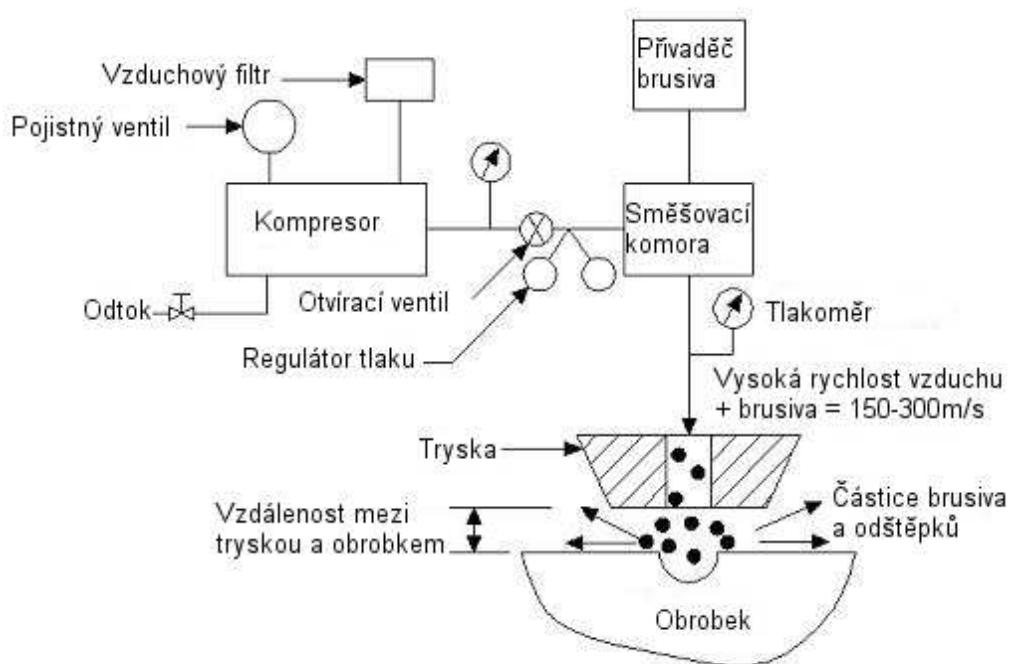 Přivaděč
brusiva
Vzduchový filtr
Pojistný ventil
Kompresor
Směšovací
komora
Otvírací ventil
Odtok
Tlakoměr
Regulátor tlaku
Vysoká rychlost vzduchu
+ brusiva = 150-300m/s
Tryska
Částice brusiva
a odštěpků
Vzdálenost mezi
tryskou a obrobkem
Obrobek